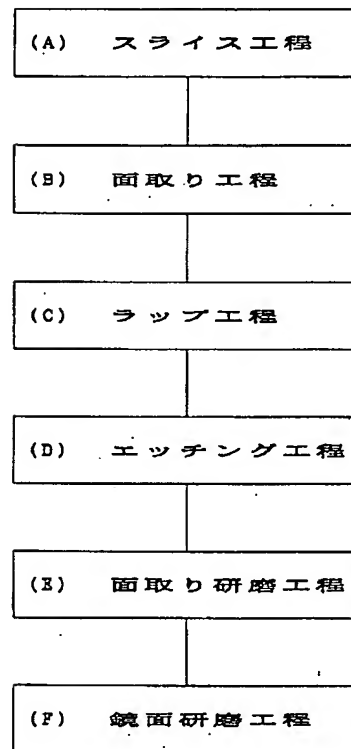 (A) スライス工程
(B) 面取り工程
(C) ラップ工程
(D) エッチング工程
(E) 面取り研磨工程
(F) 鏡面研磨工程